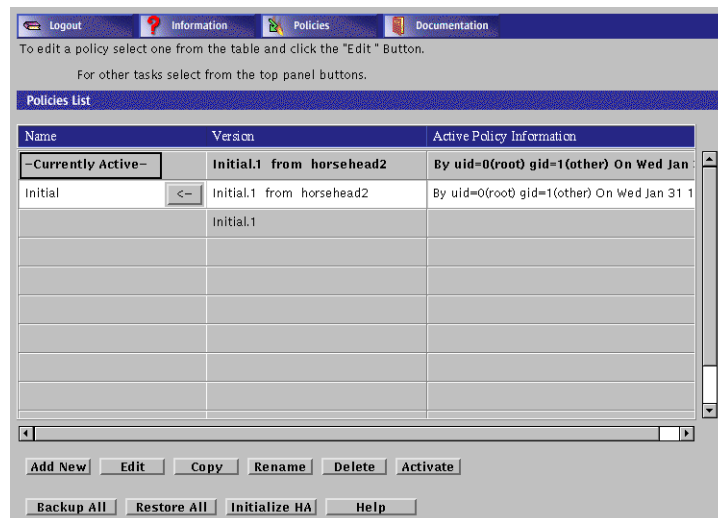 Logout Information Policies Documentation
To edit a policy select one from the table and click the "Edit " Button.
For other tasks select from the top panel buttons.
Policies List
Name Version Active Policy Information
-Currently Active- Initial.1 from horsehead2 By uid=0(root) gid=1(other) On Wed Jan
Initial <- Initial.1 from horsehead2 By uid=0(root) gid=1(other) On Wed Jan 31 1
Initial.1
Add New Edit Copy Rename Delete Activate
Backup All Restore All Initialize HA Help